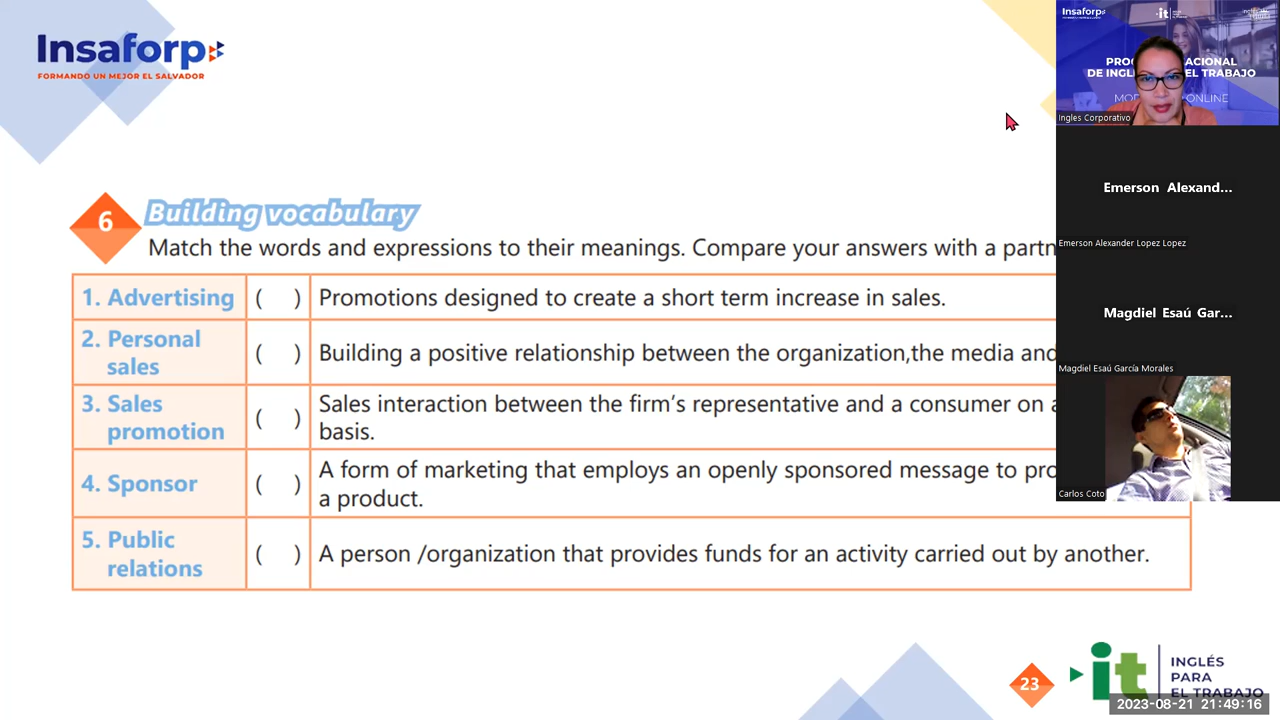 Insaforp
FORMANDO UN MEJOR EL SALVADOR
6
Building vocabulary
Match the words and expressions to their meanings. Compare your answers with a
1. Advertising ( ) Promotions designed to create a short term increase in sales.
2. Personal sales ( ) Building a positive relationship between the organization,the media and
3. Sales promotion ( ) Sales interaction between the firm's representative and a consumer on
basis.
4. Sponsor ( ) A form of marketing that employs an openly sponsored message to
a product.
5. Public relations ( ) A person /organization that provides funds for an activity carried out by another.
23
it
INGLÉS
PARA
EL TRABAJO
2023-08-21 21:49:16
Insaforp
it
DE
EL TRABAJO
ONLINE
Ingles Corporativo
Emerson Alexand...
Emerson Alexander Lopez Lopez
Magdiel Esaú Gar...
Magdiel Esaú García Morales
Carlos Coto